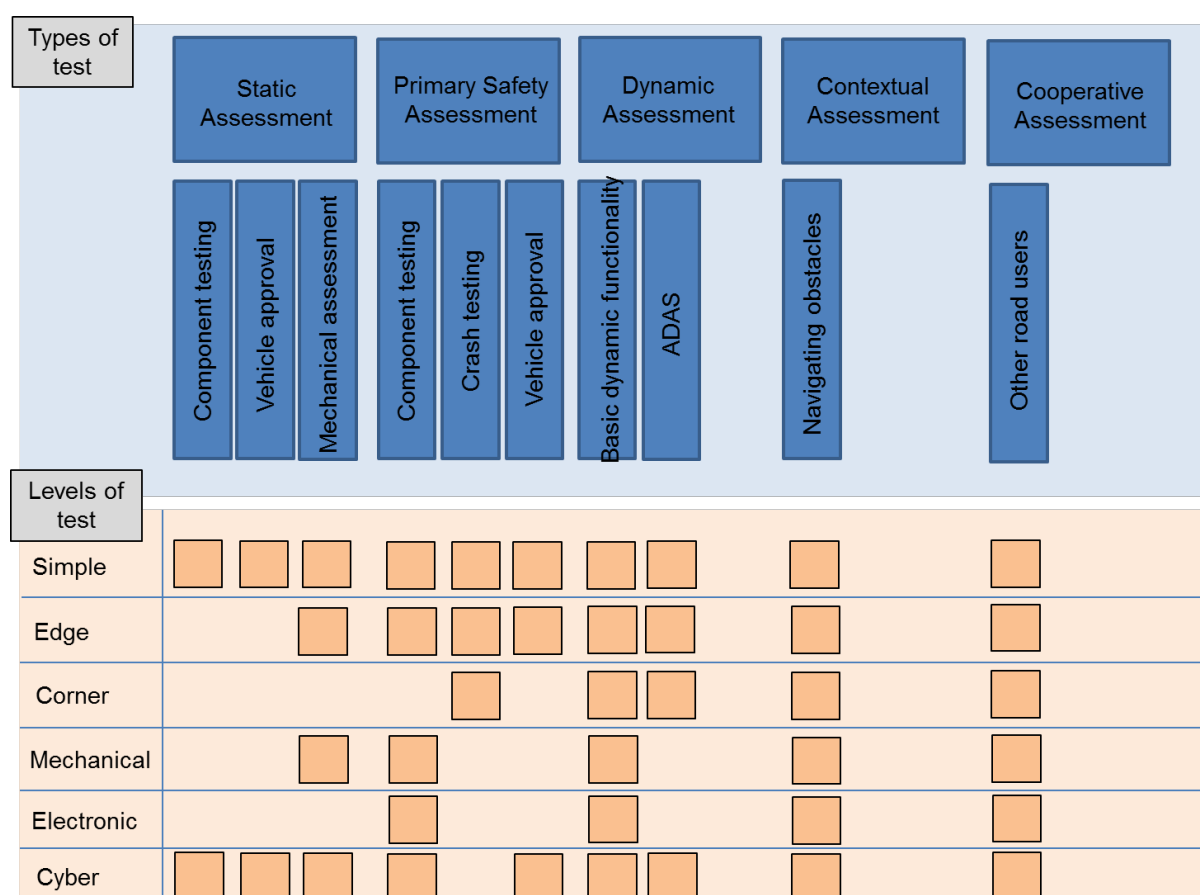 Types of
test
Static
Assessment
Primary Safety
Assessment
Dynamic
Assessment
Contextual
Assessment
Cooperative
Assessment
Component testing
Vehicle approval
Mechanical assessment
Component testing
Crash testing
Vehicle approval
Basic dynamic functionality
ADAS
Navigating obstacles
Other road users
Levels of
test
Simple
Edge
Corner
Mechanical
Electronic
Cyber